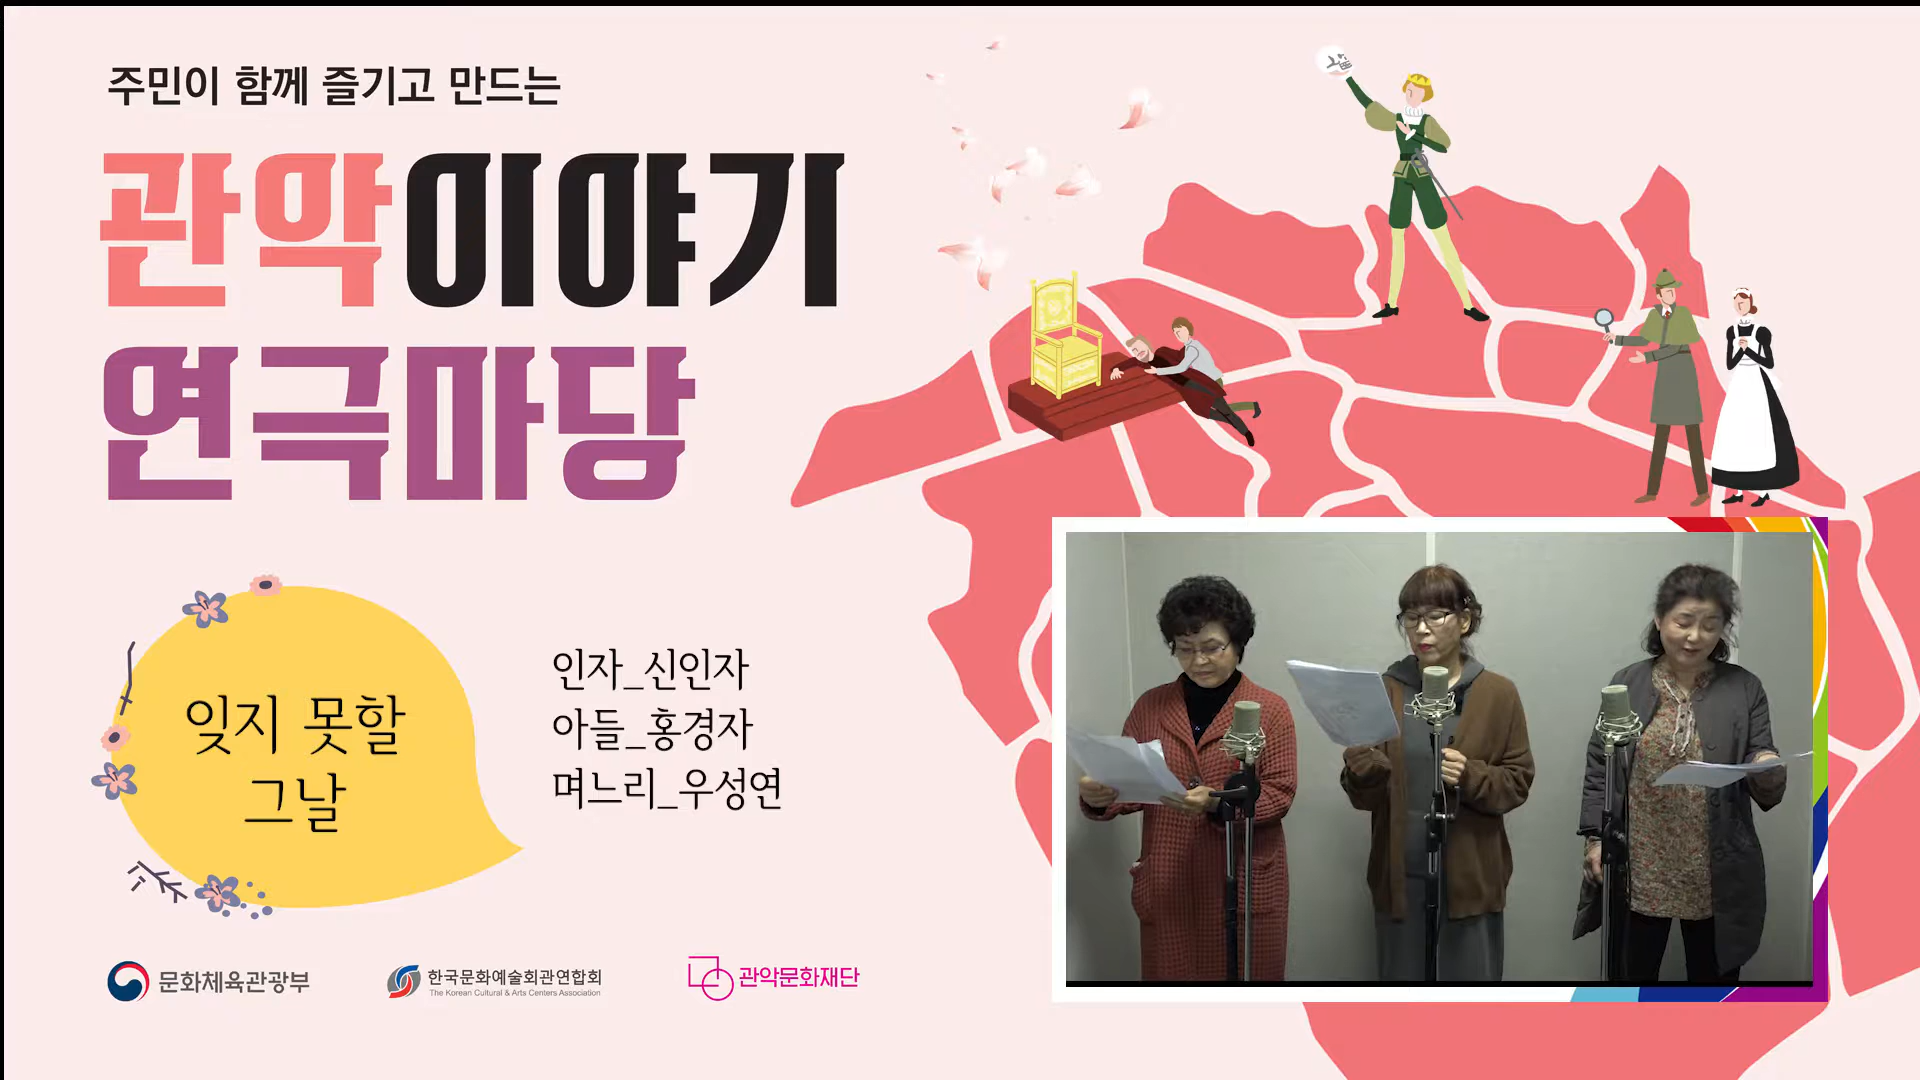 주민이 함께 즐기고 만드는
관악이야기
연극마당
잊지 못할
그날
인자_신인자
아들_홍경자
며느리_우성연
문화체육관광부
한국문화예술회관연합회
The Korean Cultural & Arts Centers Association
관악문화재단